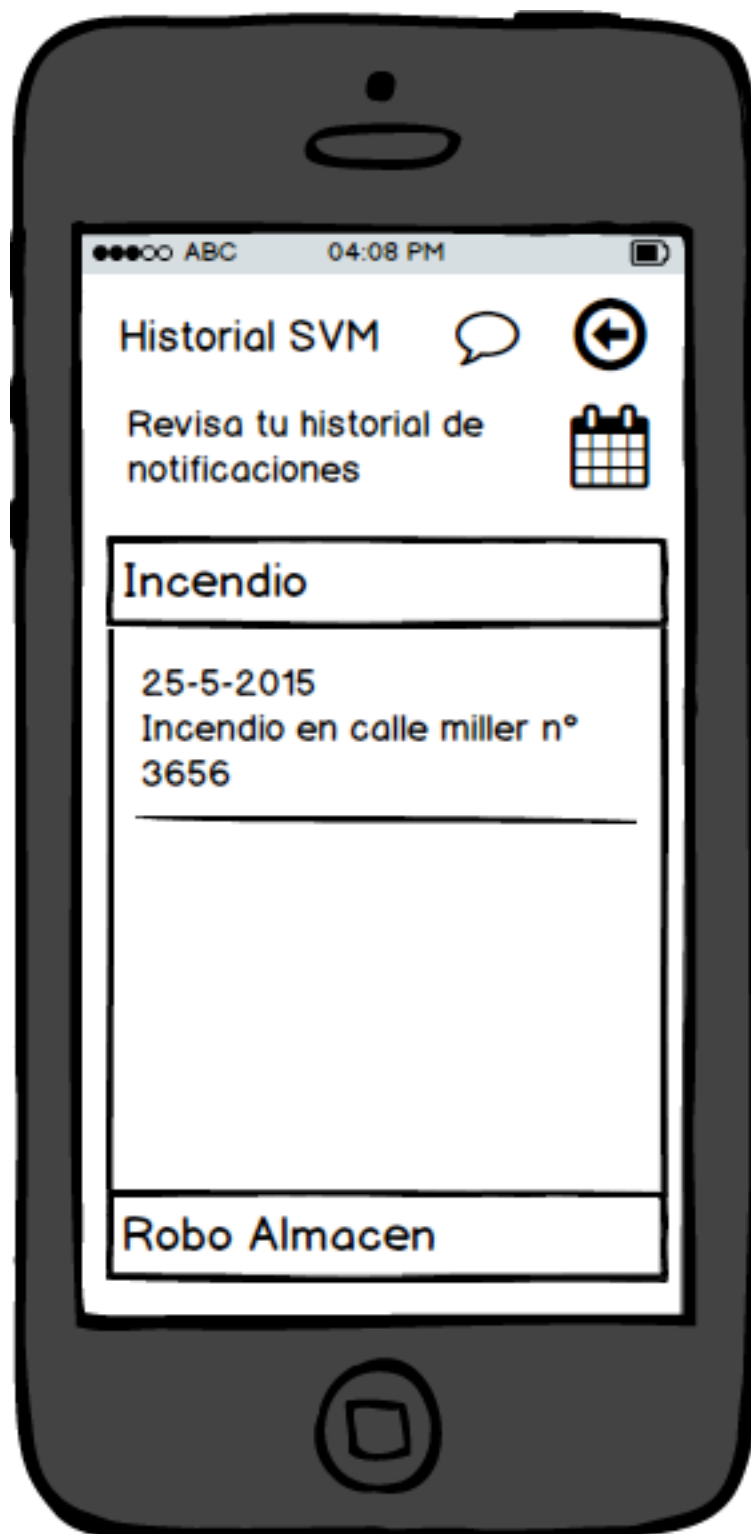 ABC 04:08 PM
Historial SVM
Revisa tu historial de
notificaciones
Incendio
25-5-2015
Incendio en calle miller n°
3656
Robo Almacen